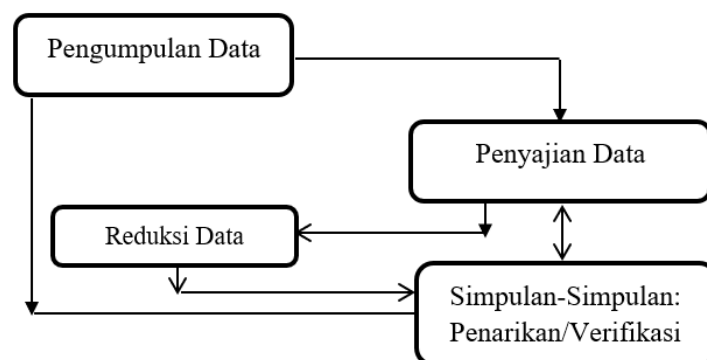 Pengumpulan Data
Penyajian Data
Reduksi Data
Simpulan-Simpulan:
Penarikan/Verifikasi